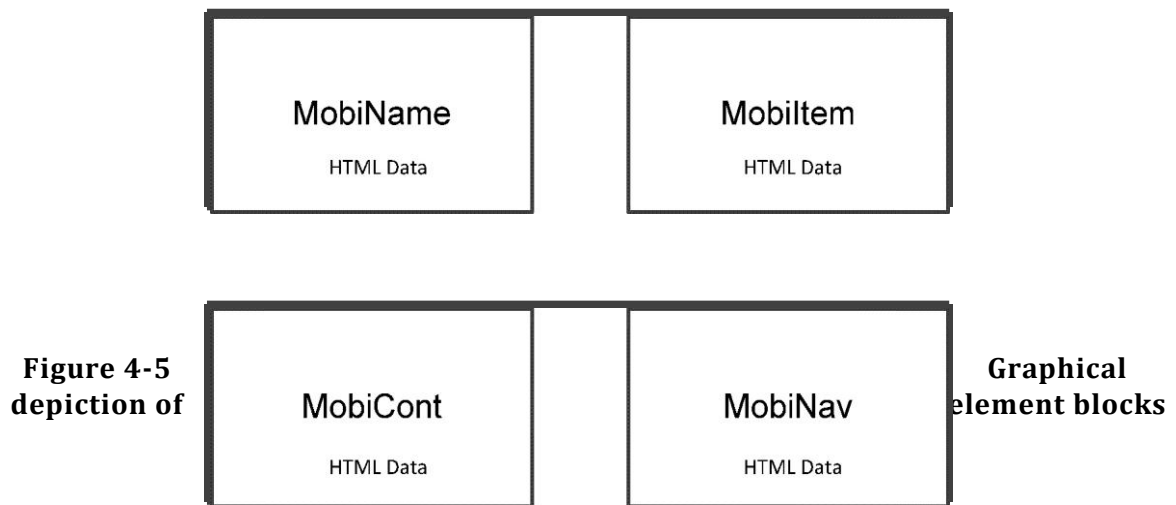 MobiName MobiItem
HTML Data HTML Data
Figure 4-5 Graphical
depiction of element blocks
MobiCont MobiNav
HTML Data HTML Data